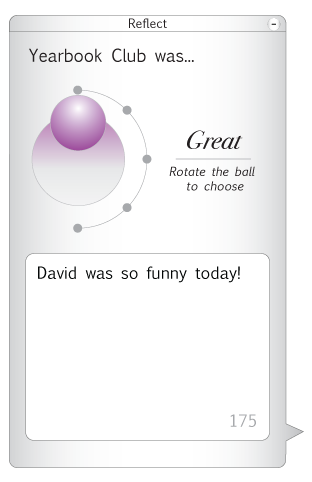 Reflect
Yearbook Club was...
Great
Rotate the ball
to choose
David was so funny today!
175